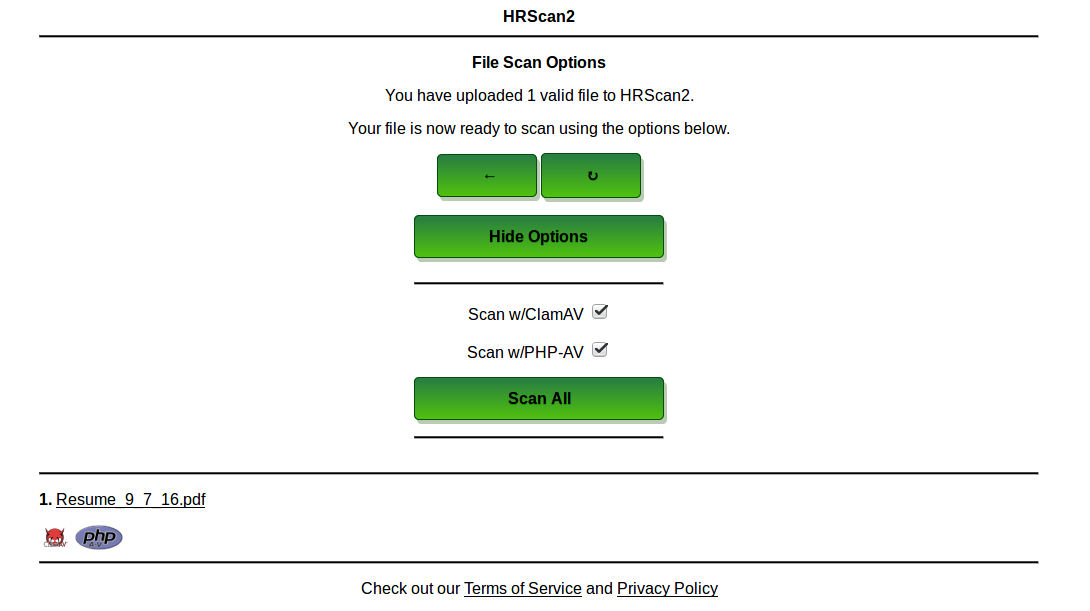 HRScan2
File Scan Options
You have uploaded 1 valid file to HRScan2.
Your file is now ready to scan using the options below.
← ↻
Hide Options
Scan w/ClamAV
Scan w/PHP-AV
Scan All
1. Resume_9_7_16.pdf
ClamAV php
AV
Check out our Terms of Service and Privacy Policy